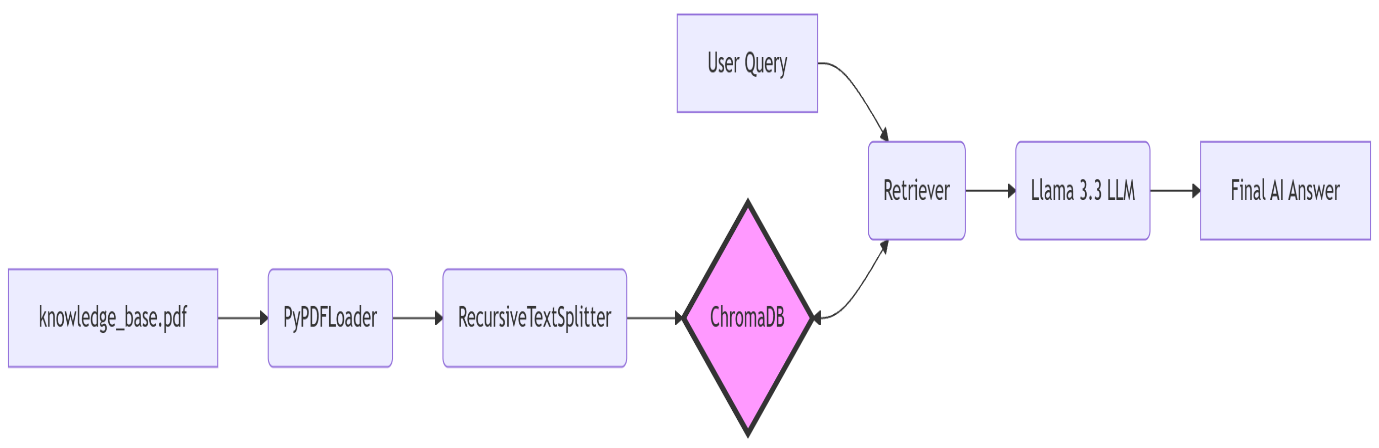 User Query
Retriever
Llama 3.3 LLM
Final AI Answer
knowledge_base.pdf
PyPDFLoader
RecursiveTextSplitter
ChromaDB